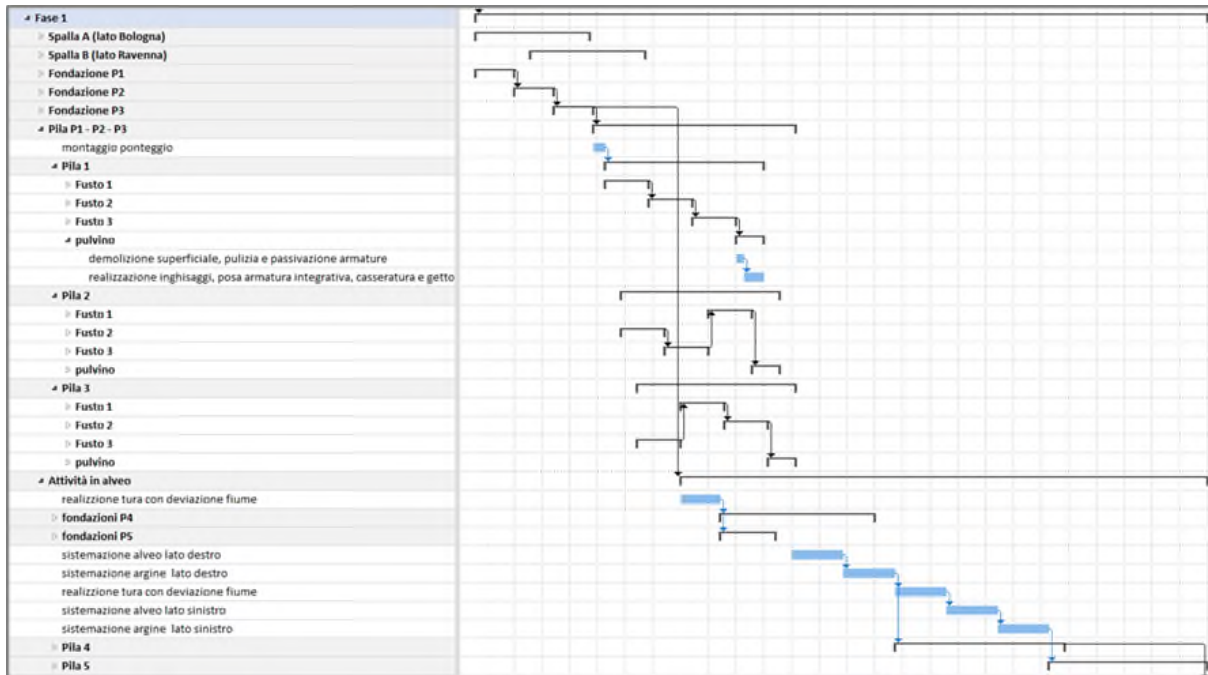 Fase 1
Spalla A (lato Bologna)
Spalla B (lato Ravenna)
Fondazione P1
Fondazione P2
Fondazione P3
Pila P1 - P2 - P3
montaggio ponteggio
Pila 1
Fusto 1
Fusto 2
Fusto 3
pulvino
demolizione superficiale, pulizia e passivazione armature
realizzazione inghisaggi, posa armatura integrativa, casseratura e getto
Pila 2
Fusto 1
Fusto 2
Fusto 3
pulvino
Pila 3
Fusto 1
Fusto 2
Fusto 3
pulvino
Attività in alveo
realizzione tura con deviazione fiume
fondazioni P4
fondazioni P5
sistemazione alveo lato destro
sistemazione argine lato destro
realizzione tura con deviazione fiume
sistemazione alveo lato sinistro
sistemazione argine lato sinistro
Pila 4
Pila 5